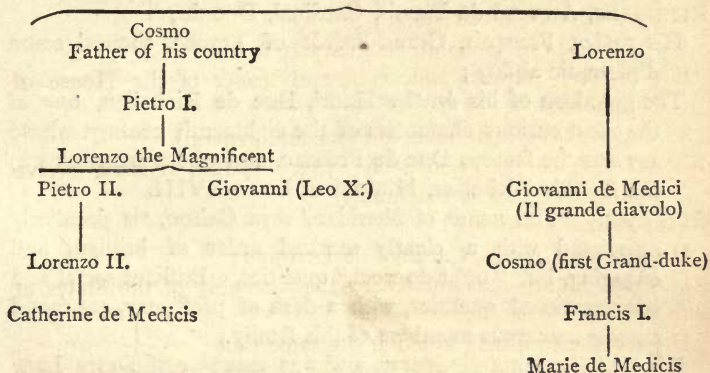 Cosmo
Father of his country
Lorenzo
Pietro I.
Lorenzo the Magnificent
Pietro II.
Giovanni (Leo X.)
Giovanni de Medici
(Il grande diavolo)
Lorenzo II.
Cosmo (first Grand-duke)
Catherine de Medicis
Francis I.
Marie de Medicis